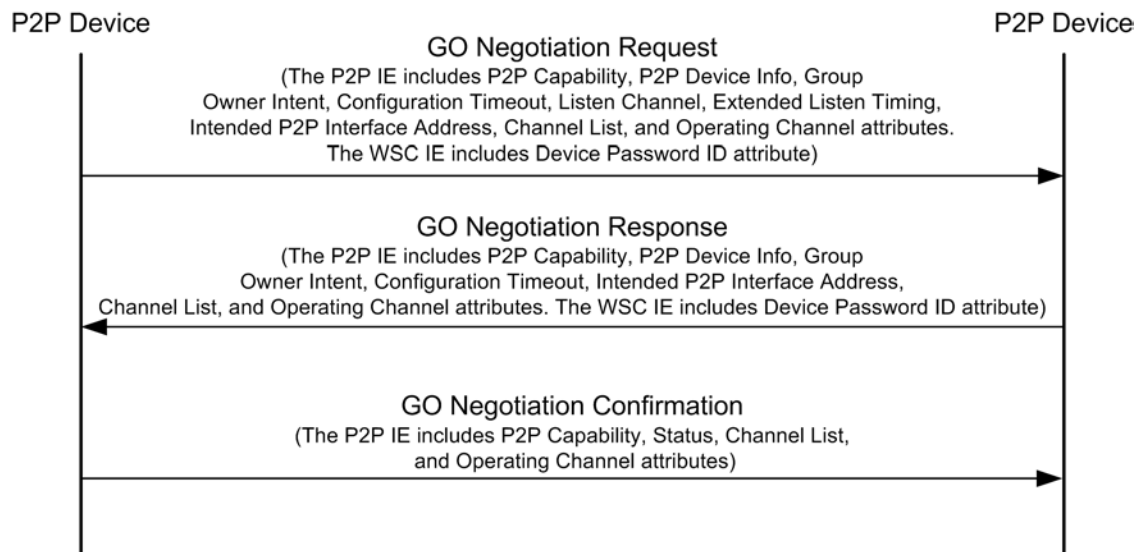 P2P Device
P2P Device
GO Negotiation Request
(The P2P IE includes P2P Capability, P2P Device Info, Group
Owner Intent, Configuration Timeout, Listen Channel, Extended Listen Timing,
Intended P2P Interface Address, Channel List, and Operating Channel attributes.
The WSC IE includes Device Password ID attribute)
GO Negotiation Response
(The P2P IE includes P2P Capability, P2P Device Info, Group
Owner Intent, Configuration Timeout, Intended P2P Interface Address,
Channel List, and Operating Channel attributes. The WSC IE includes Device Password ID attribute)
GO Negotiation Confirmation
(The P2P IE includes P2P Capability, Status, Channel List,
and Operating Channel attributes)